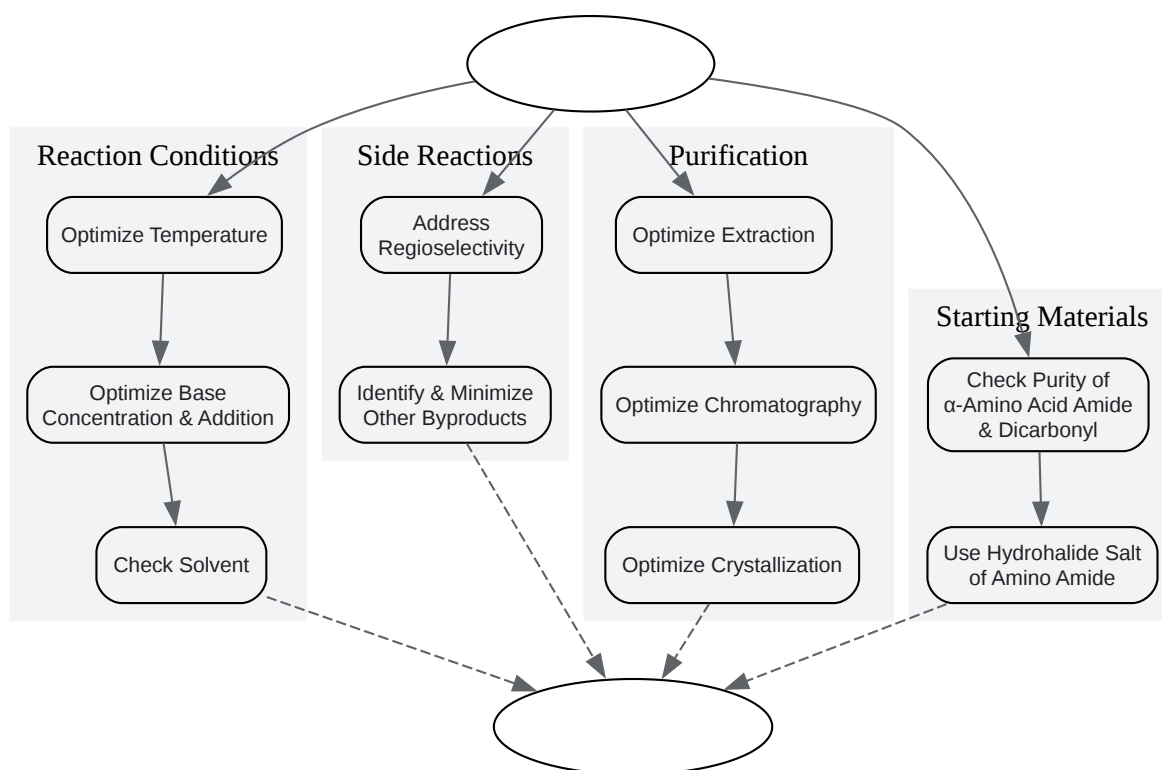 Reaction Conditions
Optimize Temperature
Optimize Base
Concentration & Addition
Check Solvent
Side Reactions
Address
Regioselectivity
Identify & Minimize
Other Byproducts
Purification
Optimize Extraction
Optimize Chromatography
Optimize Crystallization
Starting Materials
Check Purity of
α-Amino Acid Amide
& Dicarbonyl
Use Hydrohalide Salt
of Amino Amide